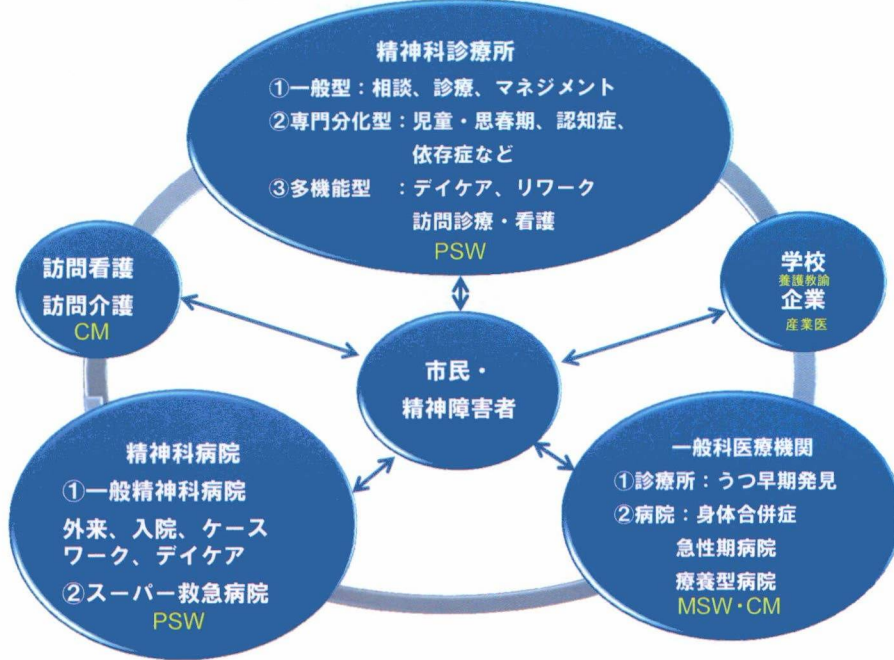 精神科診療所
①一般型：相談、診療、マネジメント
②専門分化型：児童・思春期、認知症、
依存症など
③多機能型　：デイケア、リワーク
訪問診療・看護
PSW
訪問看護
訪問介護
CM
学校
養護教諭
企業
産業医
市民・
精神障害者
精神科病院
①一般精神科病院
外来、入院、ケース
ワーク、デイケア
②スーパー救急病院
PSW
一般科医療機関
①診療所：うつ早期発見
②病院：身体合併症
急性期病院
療養型病院
MSW・CM